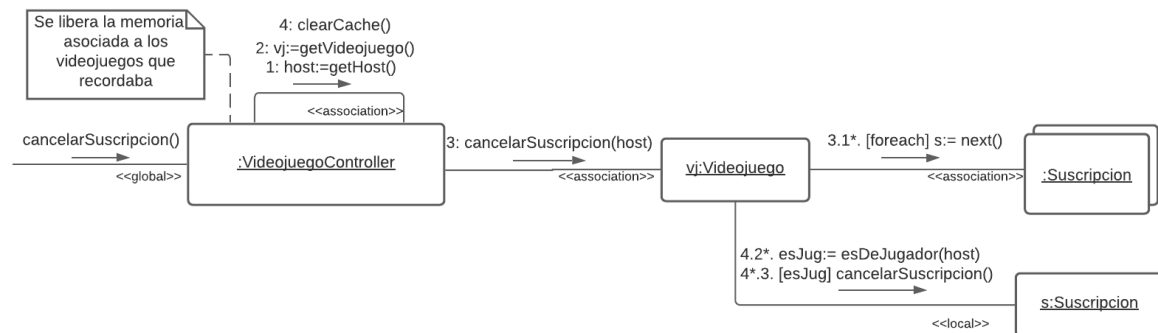 Se libera la memoria
asociada a los
videojuegos que
recordaba
4: clearCache()
2: vj:=getVideojuego()
1: host:=getHost()
<<association>>
cancelarSuscripcion()
<<global>>
:VideojuegoController
3: cancelarSuscripcion(host)
<<association>>
vj:Videojuego
3.1*. [foreach] s:= next()
<<association>>
:Suscripcion
4.2*. esJug:= esDeJugador(host)
4*.3. [esJug] cancelarSuscripcion()
s:Suscripcion
<<local>>